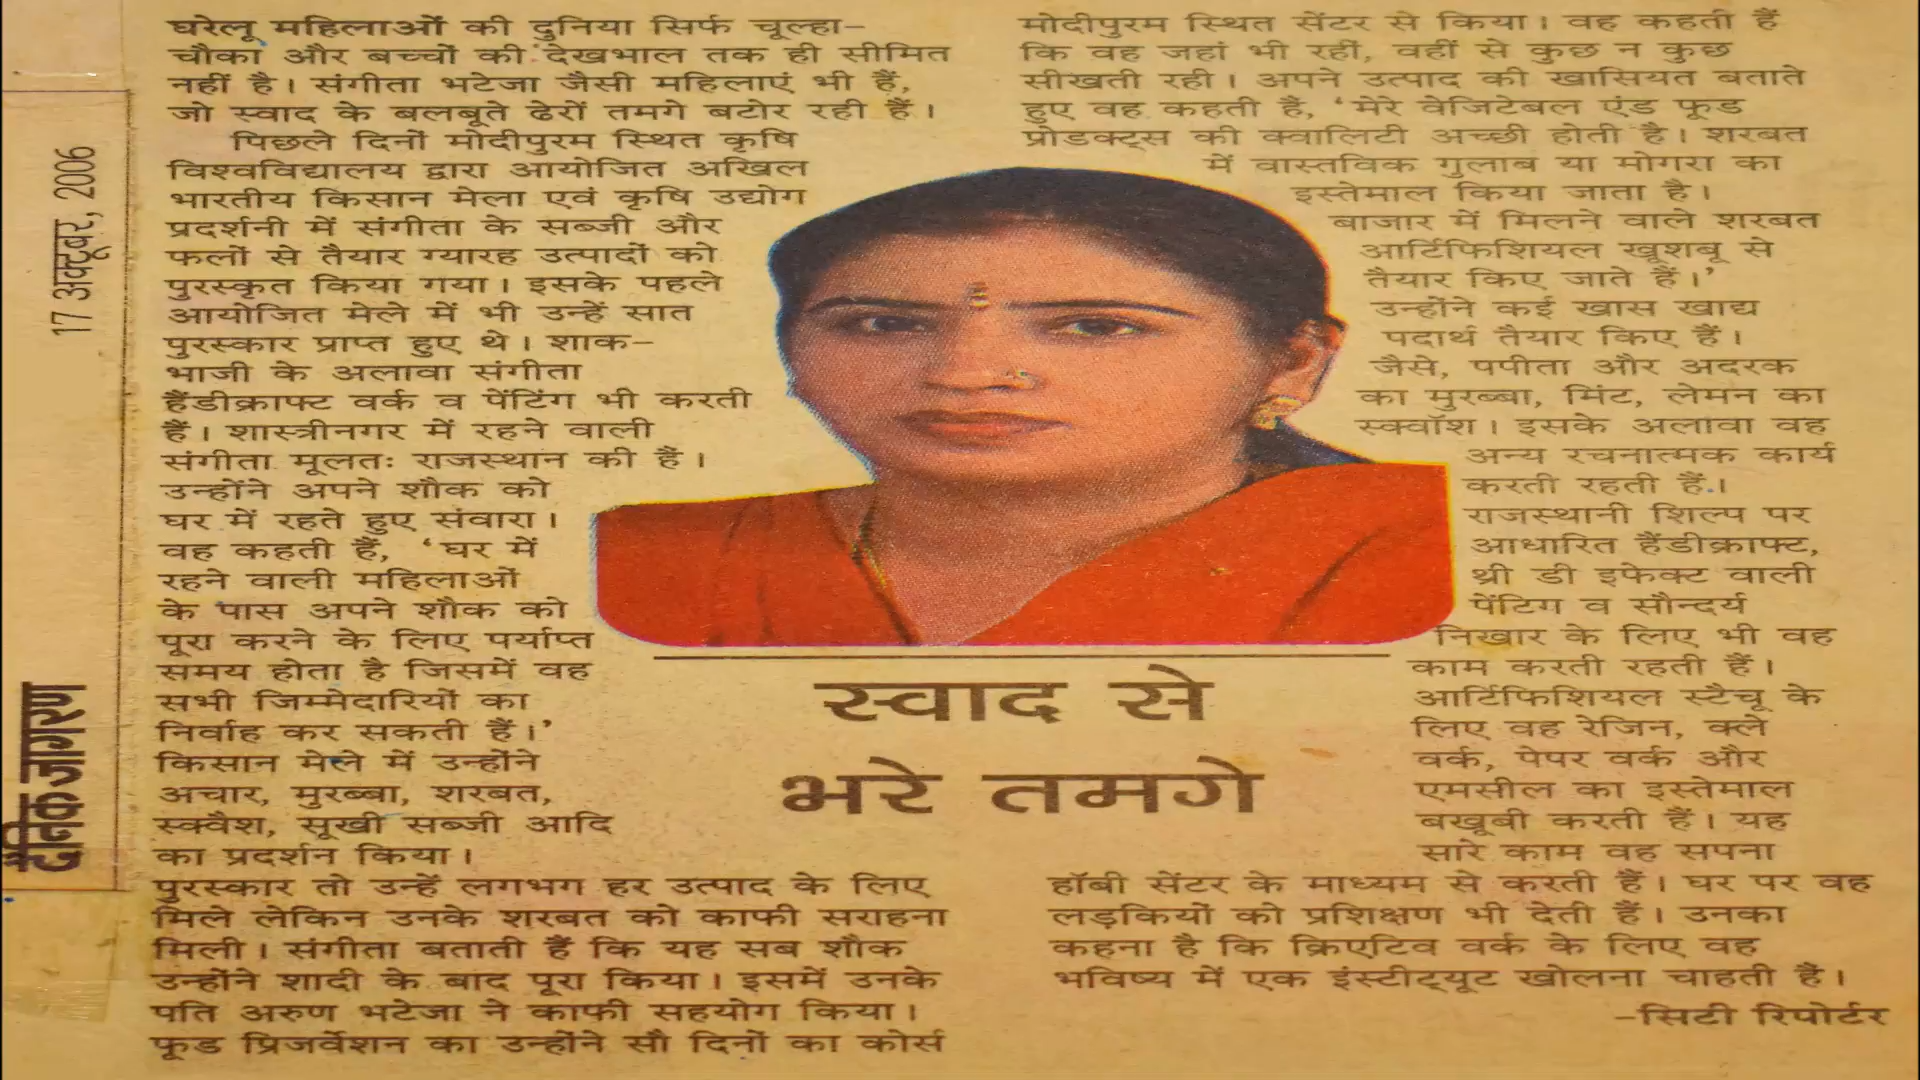 दैनिक जागरण
17 अक्टूबर, 2006
स्वाद से
भरे तमगे
घरेलू महिलाओं की दुनिया सिर्फ चूल्हा-
चौका और बच्चों की देखभाल तक ही सीमित
नहीं है। संगीता भटेजा जैसी महिलाएं भी हैं,
जो स्वाद के बलबूते ढेरों तमगे बटोर रही हैं।
पिछले दिनों मोदीपुरम स्थित कृषि
विश्वविद्यालय द्वारा आयोजित अखिल
भारतीय किसान मेला एवं कृषि उद्योग
प्रदर्शनी में संगीता के सब्जी और
फलों से तैयार ग्यारह उत्पादों को
पुरस्कृत किया गया। इसके पहले
आयोजित मेले में भी उन्हें सात
पुरस्कार प्राप्त हुए थे। शाक-
भाजी के अलावा संगीता
हैंडीक्राफ्ट वर्क व पेंटिंग भी करती
हैं। शास्त्रीनगर में रहने वाली
संगीता मूलतः राजस्थान की हैं।
उन्होंने अपने शौक को
घर में रहते हुए संवारा।
वह कहती हैं, ‘घर में
रहने वाली महिलाओं
के पास अपने शौक को
पूरा करने के लिए पर्याप्त
समय होता है जिसमें वह
सभी जिम्मेदारियों का
निर्वाह कर सकती हैं।’
किसान मेले में उन्होंने
अचार, मुरब्बा, शरबत,
स्क्वैश, सूखी सब्जी आदि
का प्रदर्शन किया।
पुरस्कार तो उन्हें लगभग हर उत्पाद के लिए
मिले लेकिन उनके शरबत को काफी सराहना
मिली। संगीता बताती हैं कि यह सब शौक
उन्होंने शादी के बाद पूरा किया। इसमें उनके
पति अरुण भटेजा ने काफी सहयोग किया।
फूड प्रिजर्वेशन का उन्होंने सौ दिनों का कोर्स
मोदीपुरम स्थित सेंटर से किया। वह कहती हैं
कि वह जहां भी रहीं, वहीं से कुछ न कुछ
सीखती रही। अपने उत्पाद की खासियत बताते
हुए वह कहती हैं, ‘मेरे वेजिटेबल एंड फूड
प्रोडक्ट्स की क्वालिटी अच्छी होती है। शरबत
में वास्तविक गुलाब या मोगरा का
इस्तेमाल किया जाता है।
बाजार में मिलने वाले शरबत
आर्टिफिशियल खूशबू से
तैयार किए जाते हैं।’
उन्होंने कई खास खाद्य
पदार्थ तैयार किए हैं।
जैसे, पपीता और अदरक
का मुरब्बा, मिंट, लेमन का
स्क्वॉश। इसके अलावा वह
अन्य रचनात्मक कार्य
करती रहती हैं।
राजस्थानी शिल्प पर
आधारित हैंडीक्राफ्ट,
थ्री डी इफेक्ट वाली
पेंटिग व सौन्दर्य
निखार के लिए भी वह
काम करती रहती हैं।
आर्टिफिशियल स्टैचू के
लिए वह रेजिन, क्ले
वर्क, पेपर वर्क और
एमसील का इस्तेमाल
बखूबी करती हैं। यह
सारे काम वह सपना
हॉबी सेंटर के माध्यम से करती हैं। घर पर वह
लड़कियों को प्रशिक्षण भी देती हैं। उनका
कहना है कि क्रिएटिव वर्क के लिए वह
भविष्य में एक इंस्टीट्यूट खोलना चाहती हैं।
-सिटी रिपोर्टर